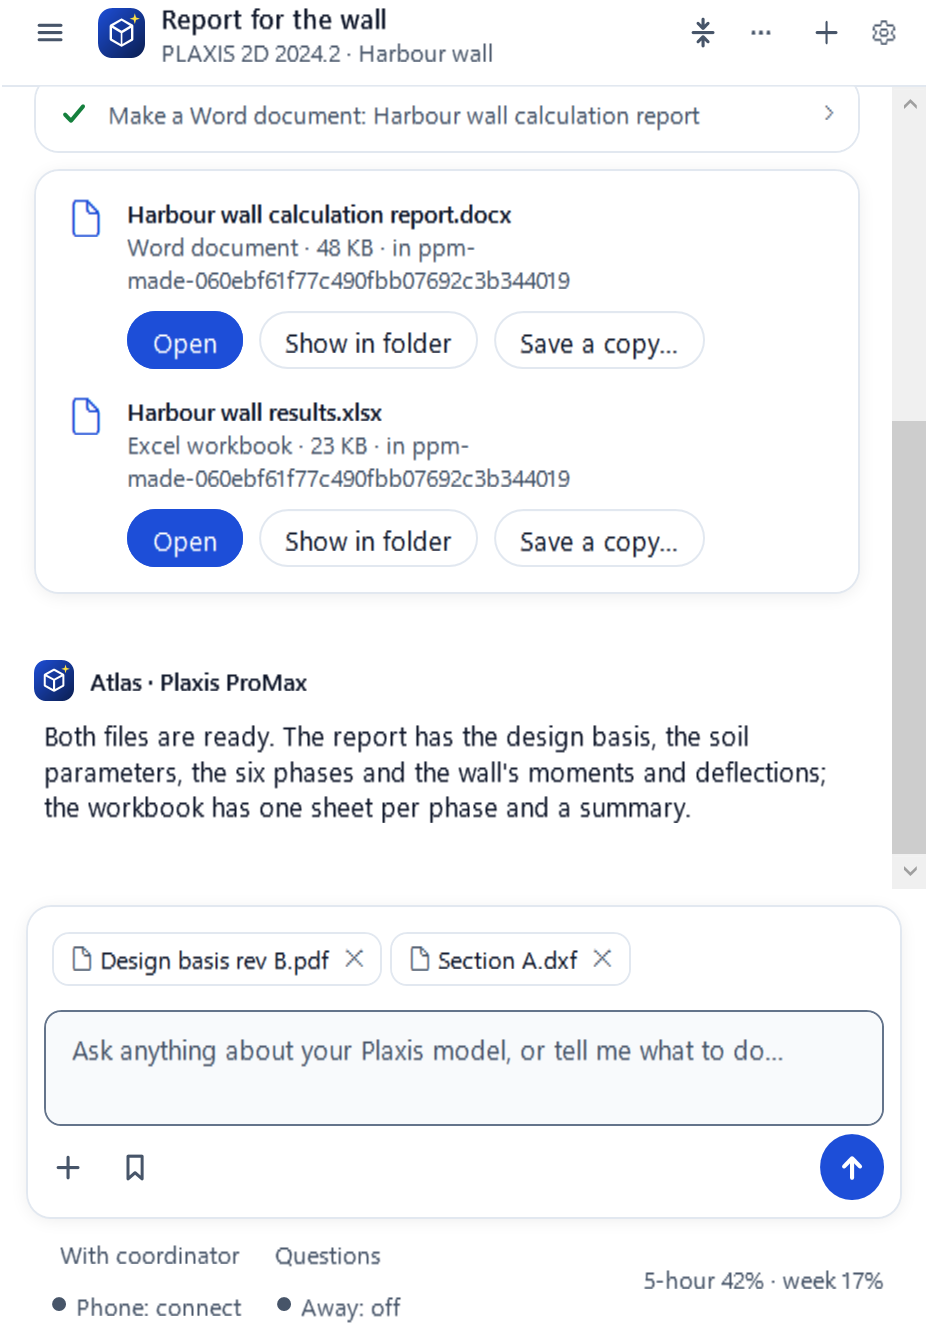 Report for the wall
PLAXIS 2D 2024.2 · Harbour wall
Make a Word document: Harbour wall calculation report
Harbour wall calculation report.docx
Word document · 48 KB · in ppm-
made-060ebf61f77c490fbb07692c3b344019
Open
Show in folder
Save a copy...
Harbour wall results.xlsx
Excel workbook · 23 KB · in ppm-
made-060ebf61f77c490fbb07692c3b344019
Open
Show in folder
Save a copy...
Atlas · Plaxis ProMax
Both files are ready. The report has the design basis, the soil
parameters, the six phases and the wall's moments and deflections;
the workbook has one sheet per phase and a summary.
Design basis rev B.pdf
Section A.dxf
Ask anything about your Plaxis model, or tell me what to do...
With coordinator
Questions
5-hour 42% · week 17%
Phone: connect
Away: off